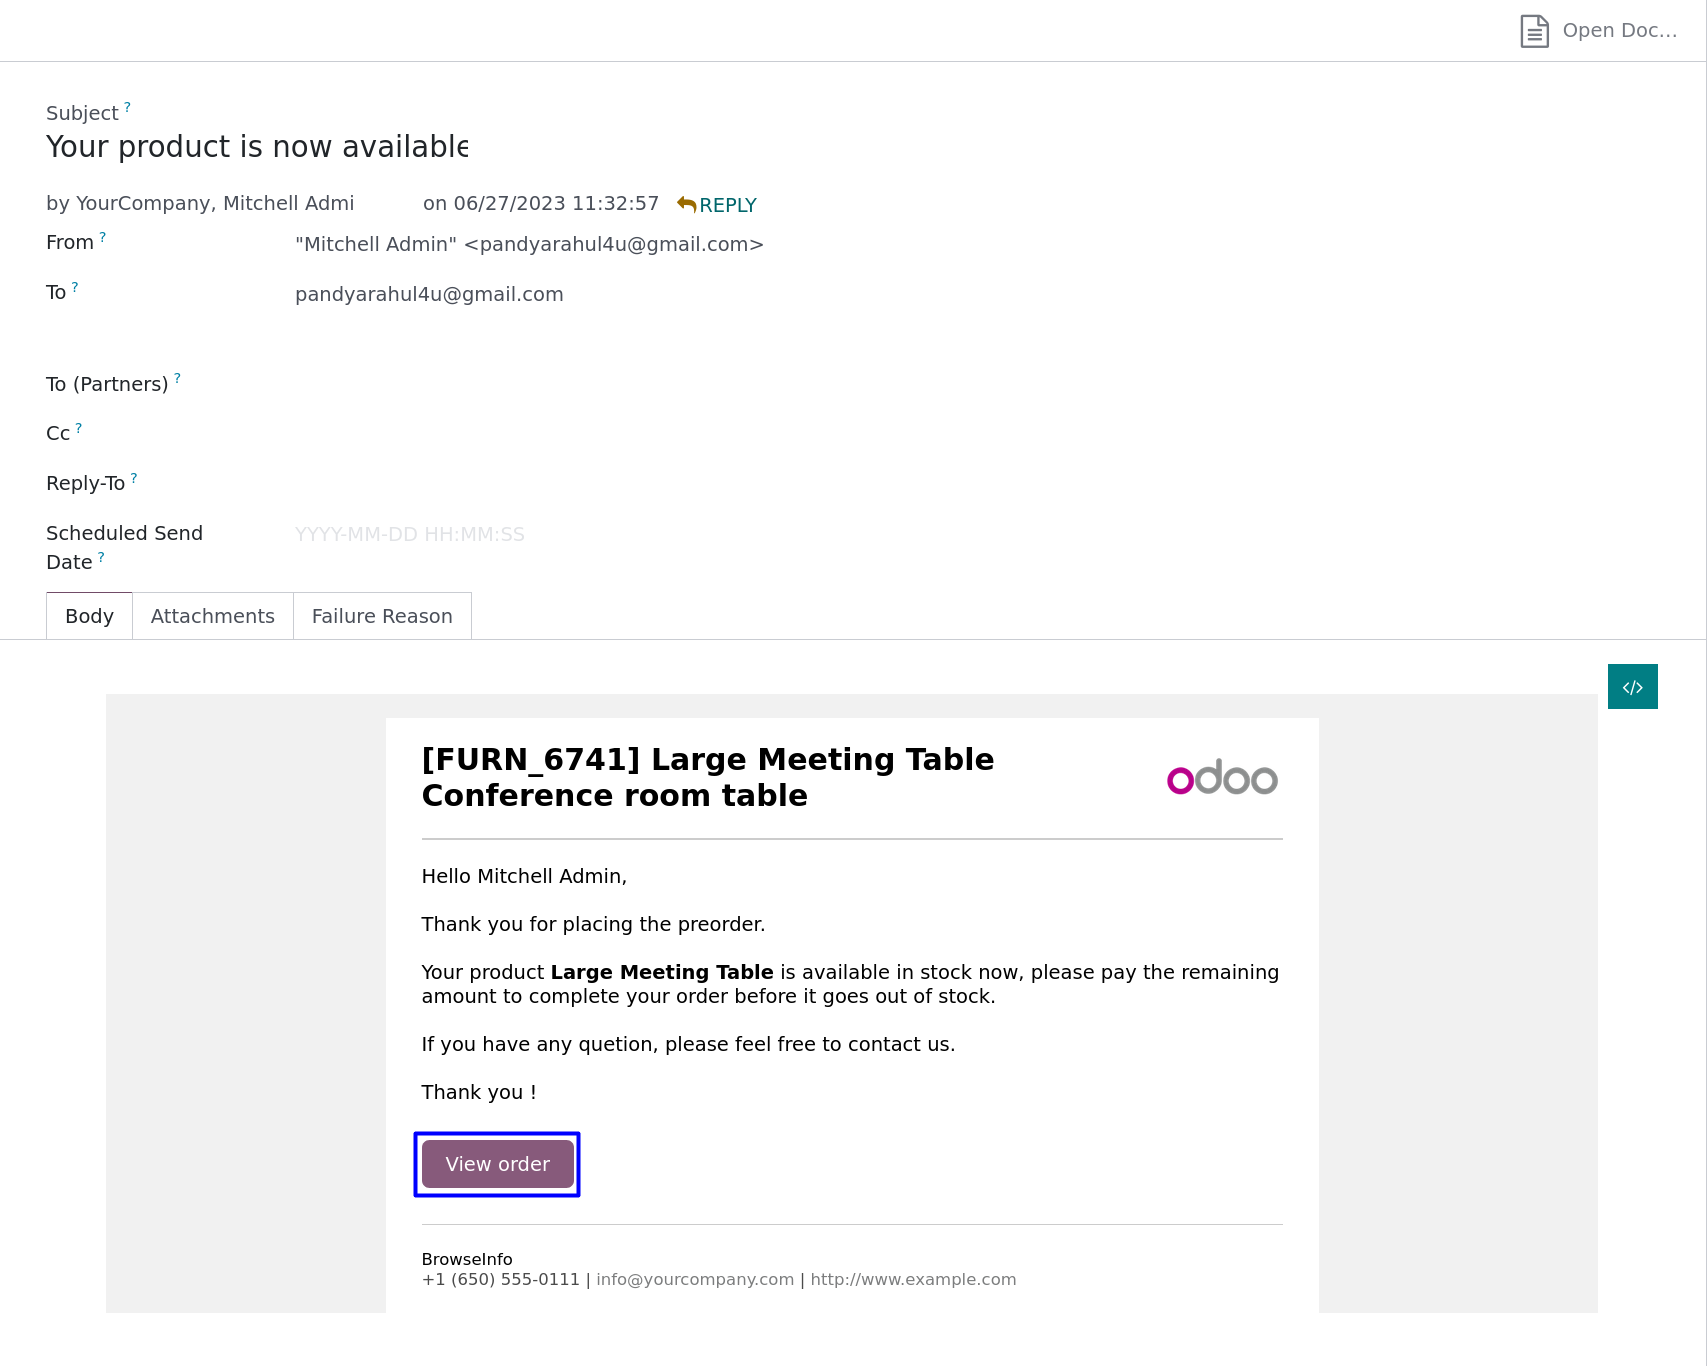 Open Doc...
Subject ?
Your product is now available
by YourCompany, Mitchell Admi on 06/27/2023 11:32:57 REPLY
From ? "Mitchell Admin" <pandyarahul4u@gmail.com>
To ? pandyarahul4u@gmail.com
To (Partners) ?
Cc ?
Reply-To ?
Scheduled Send YYYY-MM-DD HH:MM:SS
Date ?
Body Attachments Failure Reason
</>
[FURN_6741] Large Meeting Table
Conference room table
odoo
Hello Mitchell Admin,
Thank you for placing the preorder.
Your product Large Meeting Table is available in stock now, please pay the remaining
amount to complete your order before it goes out of stock.
If you have any quetion, please feel free to contact us.
Thank you !
View order
BrowseInfo
+1 (650) 555-0111 | info@yourcompany.com | http://www.example.com